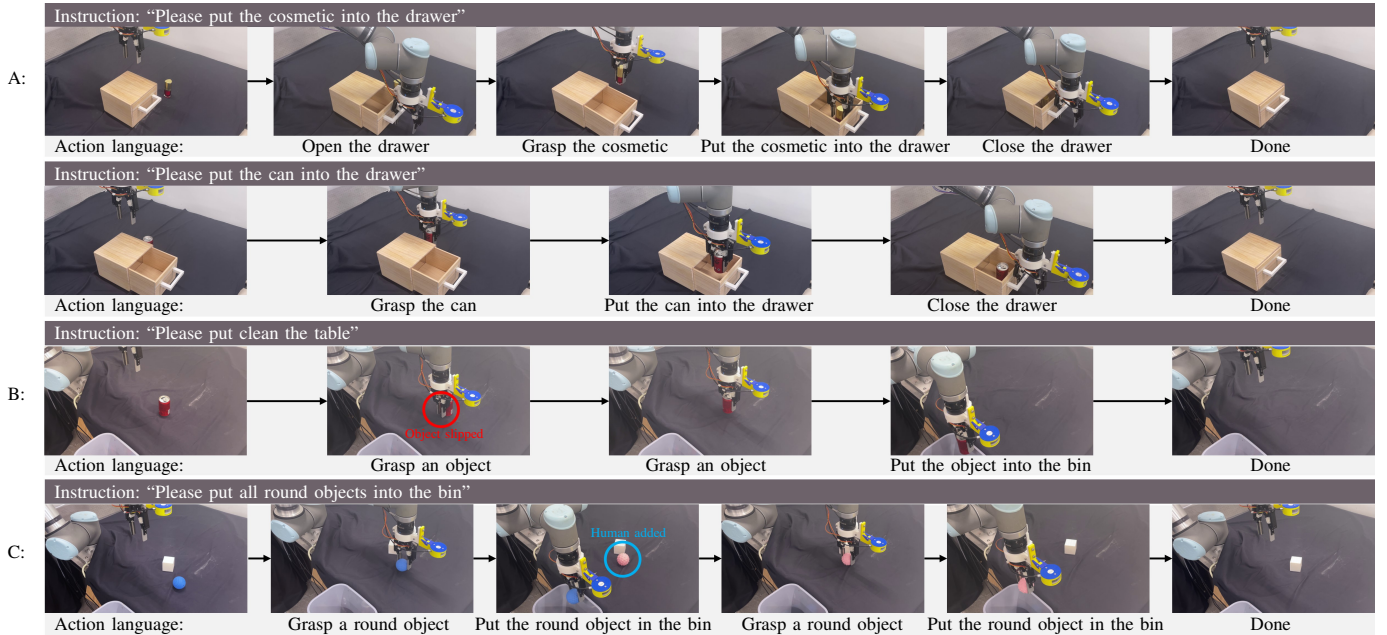 Instruction: “Please put the cosmetic into the drawer”
A:
Action language: Open the drawer Grasp the cosmetic Put the cosmetic into the drawer Close the drawer Done
Instruction: “Please put the can into the drawer”
Action language: Grasp the can Put the can into the drawer Close the drawer Done
Instruction: “Please put clean the table”
B:
Object slipped
Action language: Grasp an object Grasp an object Put the object into the bin Done
Instruction: “Please put all round objects into the bin”
Human added
C:
Action language: Grasp a round object Put the round object in the bin Grasp a round object Put the round object in the bin Done